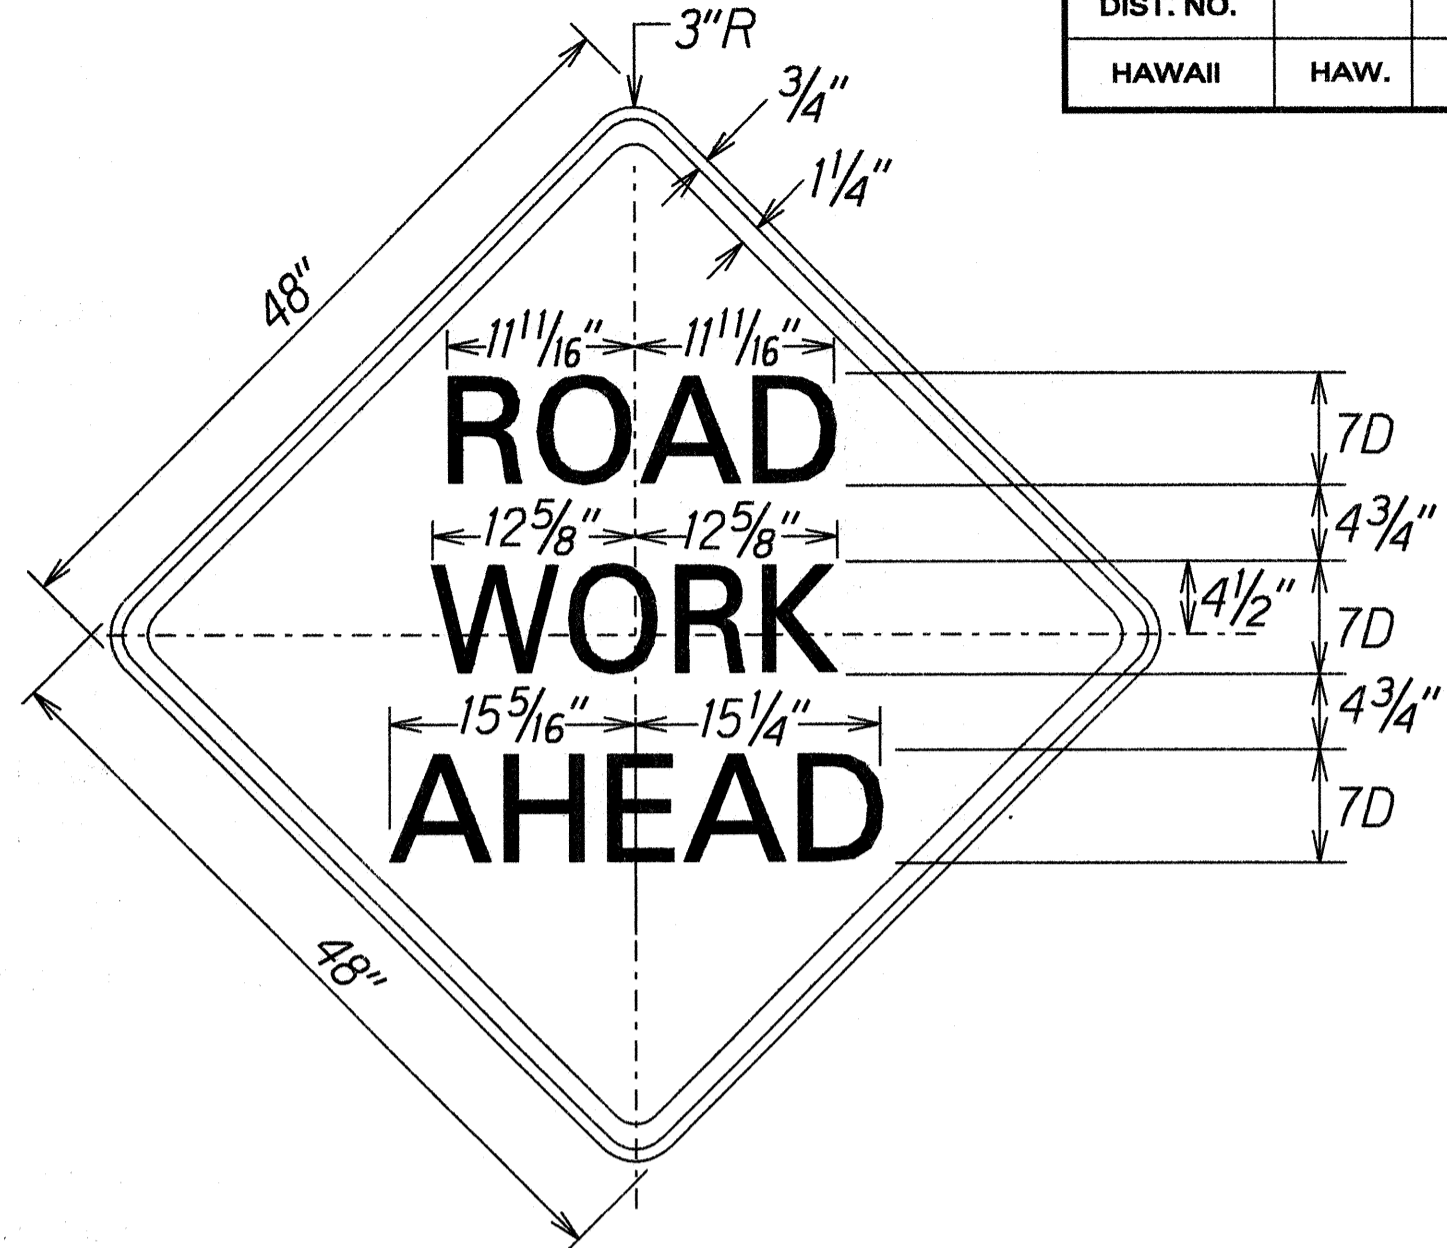 DIST. NO.
HAWAII HAW.
3"R
3/4"
1 1/4"
48"
11 11/16" 11 11/16"
ROAD
7D
12 5/8" 12 5/8"
4 3/4"
WORK
4 1/2"
7D
15 5/16" 15 1/4"
4 3/4"
AHEAD
7D
48"